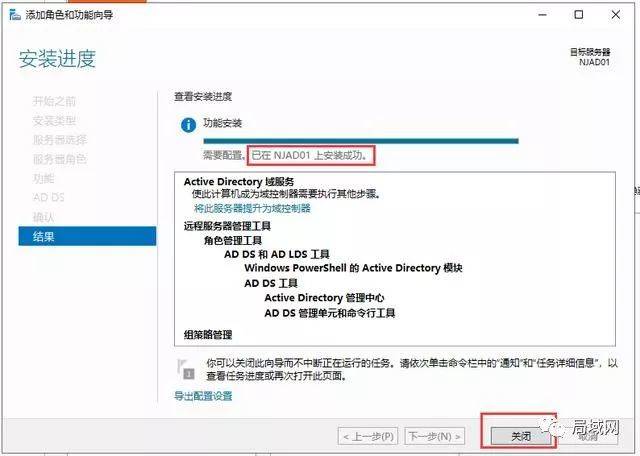 添加角色和功能向导
安装进度
目标服务器
NJAD01
开始之前
安装类型
服务器选择
服务器角色
功能
AD DS
确认
结果
查看安装进度
功能安装
需要配置。已在 NJAD01 上安装成功。
Active Directory 域服务
使此计算机成为域控制器需要执行其他步骤。
将此服务器提升为域控制器
远程服务器管理工具
角色管理工具
AD DS 和 AD LDS 工具
Windows PowerShell 的 Active Directory 模块
AD DS 工具
Active Directory 管理中心
AD DS 管理单元和命令行工具
组策略管理
你可以关闭此向导而不中断正在运行的任务。请依次单击命令栏中的“通知”和“任务详细信息”，以
查看任务进度或再次打开此页面。
导出配置设置
< 上一步(P)
下一步(N) >
关闭
取消
局域网